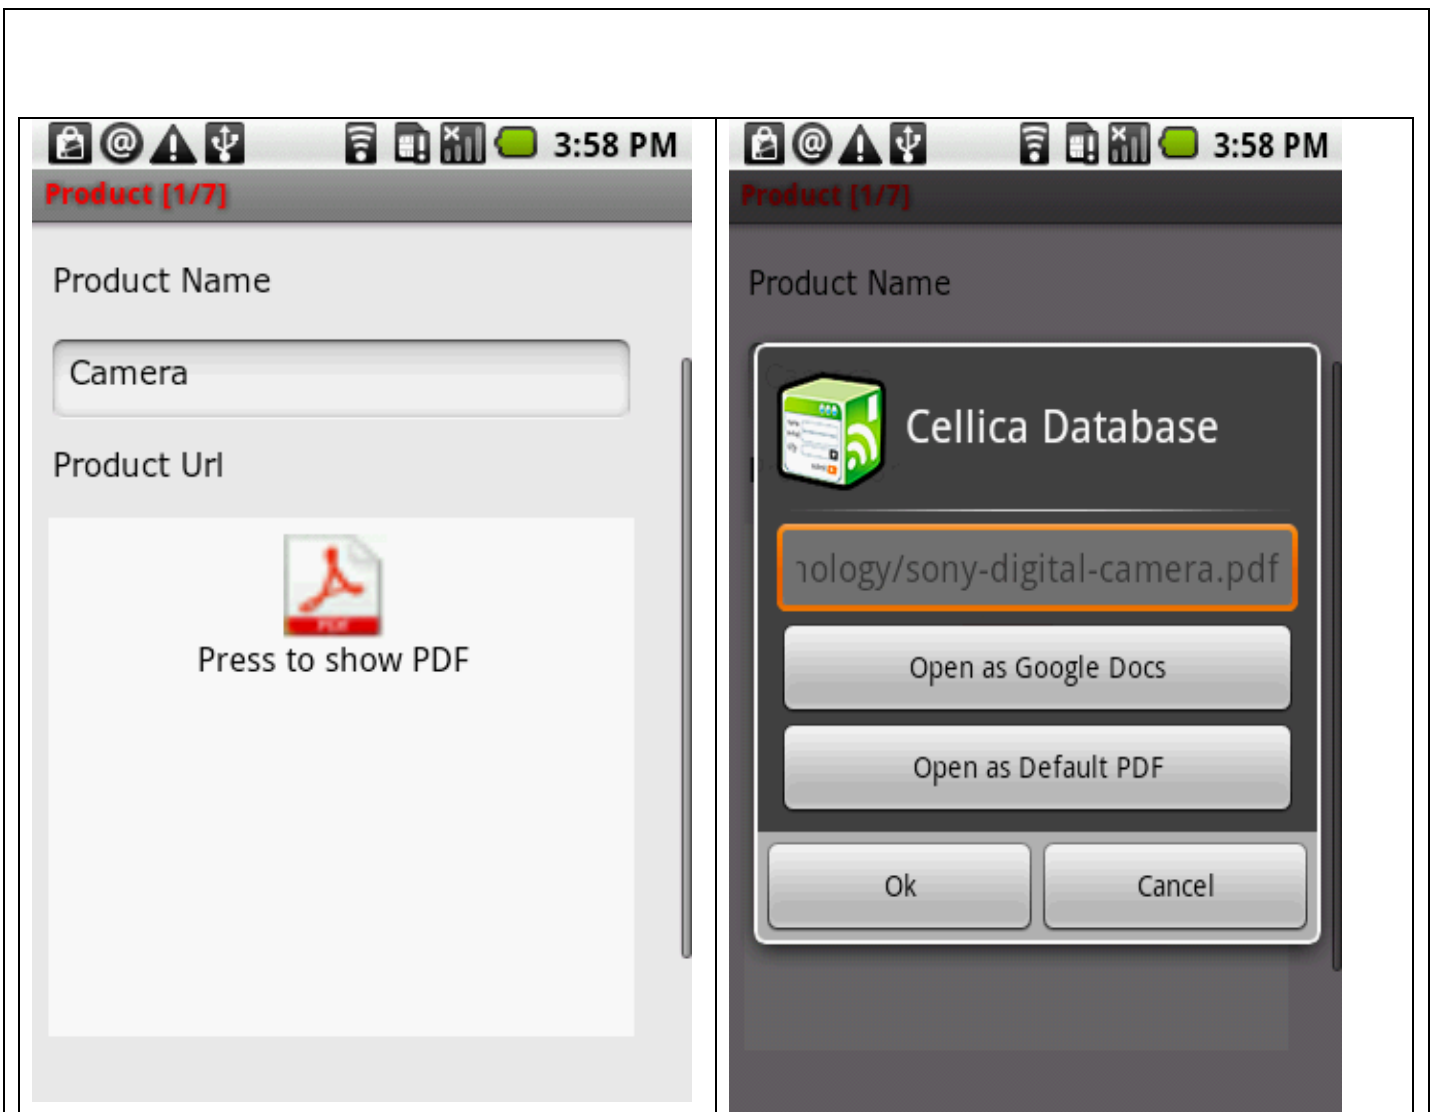 3:58 PM
Product [1/7]
Product Name
Camera
Product Url
PDF
Press to show PDF
3:58 PM
Product [1/7]
Product Name
Cellica Database
nology/sony-digital-camera.pdf
Open as Google Docs
Open as Default PDF
Ok
Cancel